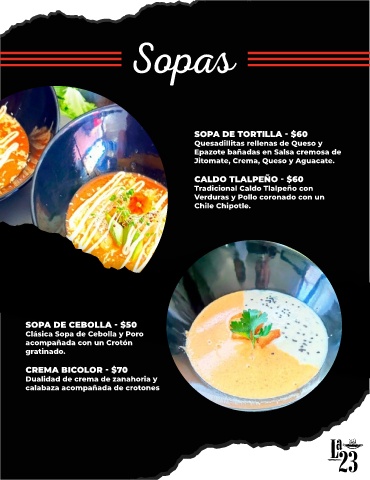 Sopas
SOPA DE TORTILLA - $60
Quesadillitas rellenas de Queso y
Epazote bañadas en Salsa cremosa de
Jitomate, Crema, Queso y Aguacate.
CALDO TLALPEÑO - $60
Tradicional Caldo Tlalpeño con
Verduras y Pollo coronado con un
Chile Chipotle.
SOPA DE CEBOLLA - $50
Clásica Sopa de Cebolla y Poro
acompañada con un Crotón
gratinado.
CREMA BICOLOR - $70
Dualidad de crema de zanahoria y
calabaza acompañada de crotones
La
23